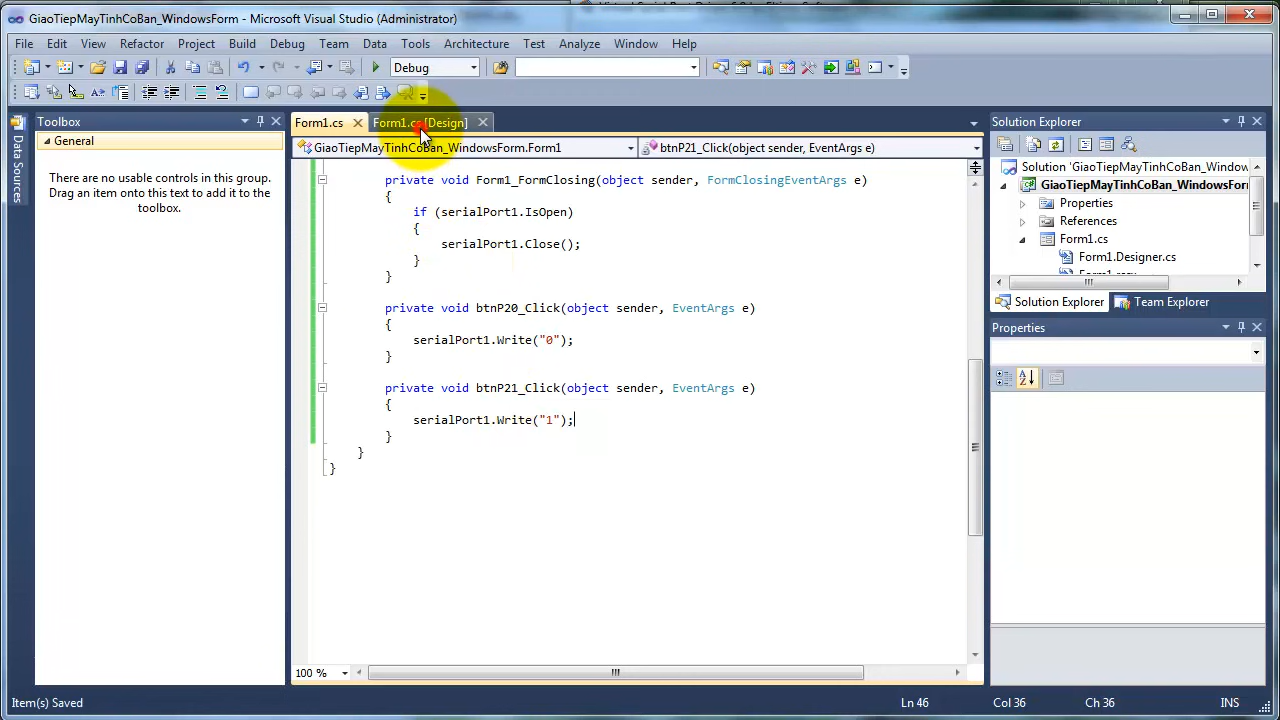 GiaoTiepMayTinhCoBan_WindowsForm - Microsoft Visual Studio (Administrator)
File Edit View Refactor Project Build Debug Team Data Tools Architecture Test Analyze Window Help
Debug
Data Sources
Toolbox
General
There are no usable controls in this group.
Drag an item onto this text to add it to the
toolbox.
Form1.cs Form1.cs [Design]
GiaoTiepMayTinhCoBan_WindowsForm.Form1 btnP21_Click(object sender, EventArgs e)
private void Form1_FormClosing(object sender, FormClosingEventArgs e)
{
if (serialPort1.IsOpen)
{
serialPort1.Close();
}
}
private void btnP20_Click(object sender, EventArgs e)
{
serialPort1.Write("0");
}
private void btnP21_Click(object sender, EventArgs e)
{
serialPort1.Write("1");
}
}
}
100 %
Solution Explorer
Solution 'GiaoTiepMayTinhCoBan_Window
GiaoTiepMayTinhCoBan_WindowsForm
Properties
References
Form1.cs
Form1.Designer.cs
Solution Explorer Team Explorer
Properties
Item(s) Saved Ln 46 Col 36 Ch 36 INS